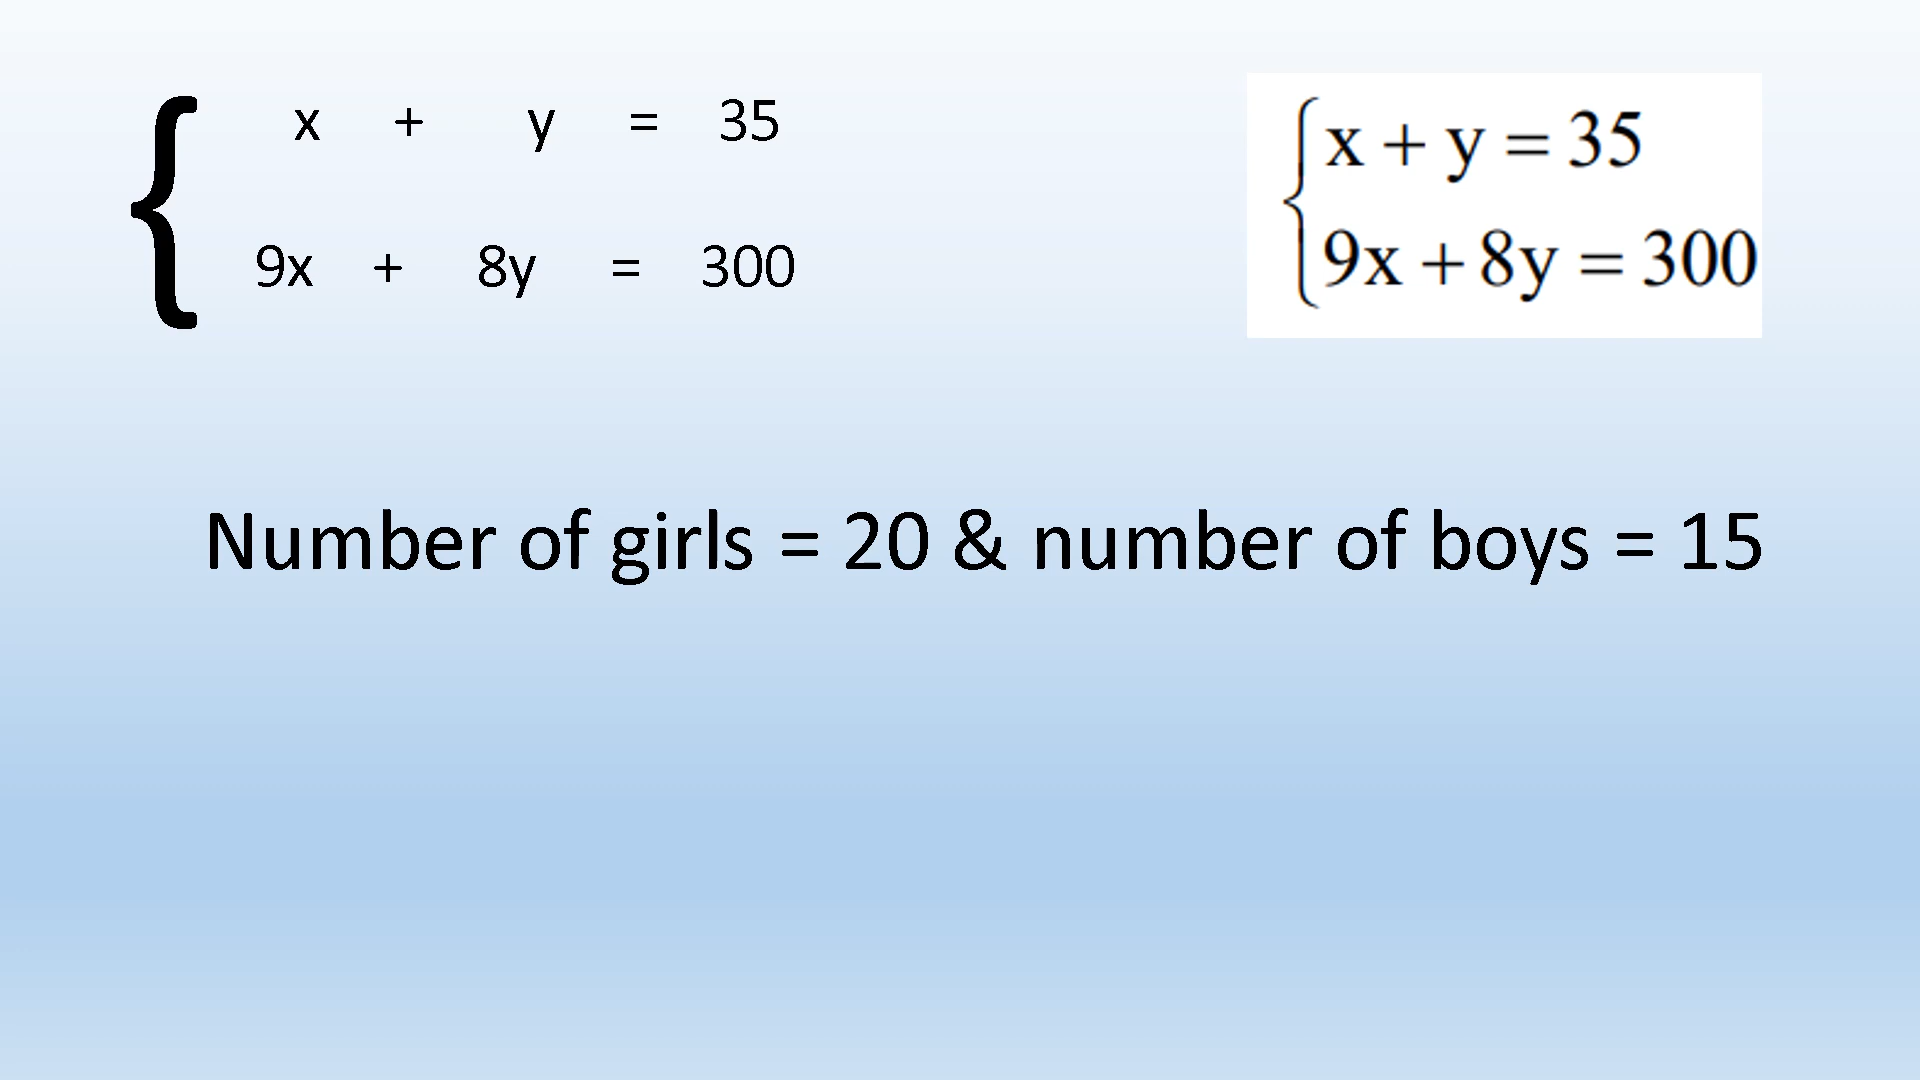 x + y = 35
9x + 8y = 300
x + y = 35
9x + 8y = 300
Number of girls = 20 & number of boys = 15